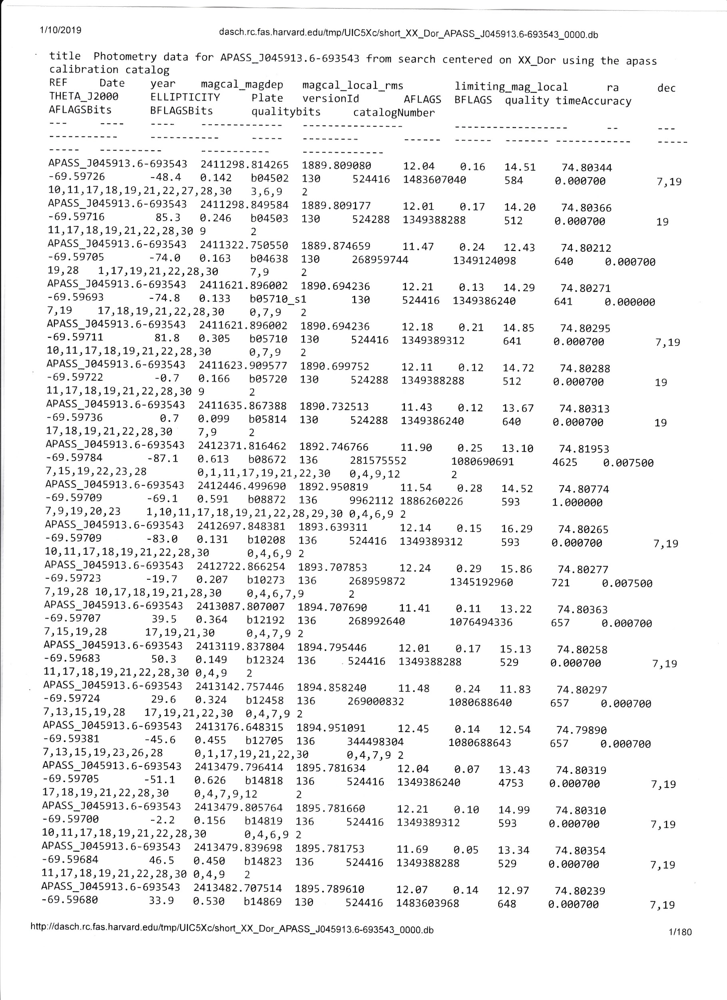 1/10/2019 dasch.rc.fas.harvard.edu/tmp/UIC5Xc/short_XX_Dor_APASS_J045913.6-693543_0000.db
title Photometry data for APASS_J045913.6-693543 from search centered on XX_Dor using the apass
calibration catalog
REF Date year magcal_magdep magcal_local_rms limiting_mag_local ra dec
THETA_J2000 ELLIPTICITY Plate versionId AFLAGS BFLAGS quality timeAccuracy
AFLAGSBits BFLAGSBits qualitybits catalogNumber
--- ---- ---- ------------- ---------------- ------------------ -- ---
----------- ----------- ----- --------- ------ ------ ------- ------------ -----
----- ---------- ----------- -------------
APASS_J045913.6-693543 2411298.814265 1889.809080 12.04 0.16 14.51 74.80344
-69.59726 -48.4 0.142 b04502 130 524416 1483607040 584 0.000700 7,19
10,11,17,18,19,21,22,27,28,30 3,6,9 2
APASS_J045913.6-693543 2411298.849584 1889.809177 12.01 0.17 14.20 74.80366
-69.59716 85.3 0.246 b04503 130 524288 1349388288 512 0.000700 19
11,17,18,19,21,22,28,30 9 2
APASS_J045913.6-693543 2411322.750550 1889.874659 11.47 0.24 12.43 74.80212
-69.59705 -74.0 0.163 b04638 130 268959744 1349124098 640 0.000700
19,28 1,17,19,21,22,28,30 7,9 2
APASS_J045913.6-693543 2411621.896002 1890.694236 12.21 0.13 14.29 74.80271
-69.59693 -74.8 0.133 b05710_s1 130 524416 1349386240 641 0.000000
7,19 17,18,19,21,22,28,30 0,7,9 2
APASS_J045913.6-693543 2411621.896002 1890.694236 12.18 0.21 14.85 74.80295
-69.59711 81.8 0.305 b05710 130 524416 1349389312 641 0.000700 7,19
10,11,17,18,19,21,22,28,30 0,7,9 2
APASS_J045913.6-693543 2411623.909577 1890.699752 12.11 0.12 14.72 74.80288
-69.59722 -0.7 0.166 b05720 130 524288 1349388288 512 0.000700 19
11,17,18,19,21,22,28,30 9 2
APASS_J045913.6-693543 2411635.867388 1890.732513 11.43 0.12 13.67 74.80313
-69.59736 0.7 0.099 b05814 130 524288 1349386240 640 0.000700 19
17,18,19,21,22,28,30 7,9 2
APASS_J045913.6-693543 2412371.816462 1892.746766 11.90 0.25 13.10 74.81953
-69.59784 -87.1 0.613 b08672 136 281575552 1080690691 4625 0.007500
7,15,19,22,23,28 0,1,11,17,19,21,22,30 0,4,9,12 2
APASS_J045913.6-693543 2412446.499690 1892.950819 11.54 0.28 14.52 74.80774
-69.59709 -69.1 0.591 b08872 136 9962112 1886260226 593 1.000000
7,9,19,20,23 1,10,11,17,18,19,21,22,28,29,30 0,4,6,9 2
APASS_J045913.6-693543 2412697.848381 1893.639311 12.14 0.15 16.29 74.80265
-69.59709 -83.0 0.131 b10208 136 524416 1349389312 593 0.000700 7,19
10,11,17,18,19,21,22,28,30 0,4,6,9 2
APASS_J045913.6-693543 2412722.866254 1893.707853 12.24 0.29 15.86 74.80277
-69.59723 -19.7 0.207 b10273 136 268959872 1345192960 721 0.007500
7,19,28 10,17,18,19,21,28,30 0,4,6,7,9 2
APASS_J045913.6-693543 2413087.807007 1894.707690 11.41 0.11 13.22 74.80363
-69.59707 39.5 0.364 b12192 136 268992640 1076494336 657 0.000700
7,15,19,28 17,19,21,30 0,4,7,9 2
APASS_J045913.6-693543 2413119.837804 1894.795446 12.01 0.17 15.13 74.80258
-69.59683 50.3 0.149 b12324 136 524416 1349388288 529 0.000700 7,19
11,17,18,19,21,22,28,30 0,4,9 2
APASS_J045913.6-693543 2413142.757446 1894.858240 11.48 0.24 11.83 74.80297
-69.59724 29.6 0.324 b12458 136 269000832 1080688640 657 0.000700
7,13,15,19,28 17,19,21,22,30 0,4,7,9 2
APASS_J045913.6-693543 2413176.648315 1894.951091 12.45 0.14 12.54 74.79890
-69.59381 -45.6 0.455 b12705 136 344498304 1080688643 657 0.000700
7,13,15,19,23,26,28 0,1,17,19,21,22,30 0,4,7,9 2
APASS_J045913.6-693543 2413479.796414 1895.781634 12.04 0.07 13.43 74.80319
-69.59705 -51.1 0.626 b14818 136 524416 1349386240 4753 0.000700 7,19
17,18,19,21,22,28,30 0,4,7,9,12 2
APASS_J045913.6-693543 2413479.805764 1895.781660 12.21 0.10 14.99 74.80310
-69.59700 -2.2 0.156 b14819 136 524416 1349389312 593 0.000700 7,19
10,11,17,18,19,21,22,28,30 0,4,6,9 2
APASS_J045913.6-693543 2413479.839698 1895.781753 11.69 0.05 13.34 74.80354
-69.59684 46.5 0.450 b14823 136 524416 1349388288 529 0.000700 7,19
11,17,18,19,21,22,28,30 0,4,9 2
APASS_J045913.6-693543 2413482.707514 1895.789610 12.07 0.14 12.97 74.80239
-69.59680 33.9 0.530 b14869 130 524416 1483603968 648 0.000700 7,19
http://dasch.rc.fas.harvard.edu/tmp/UIC5Xc/short_XX_Dor_APASS_J045913.6-693543_0000.db 1/180